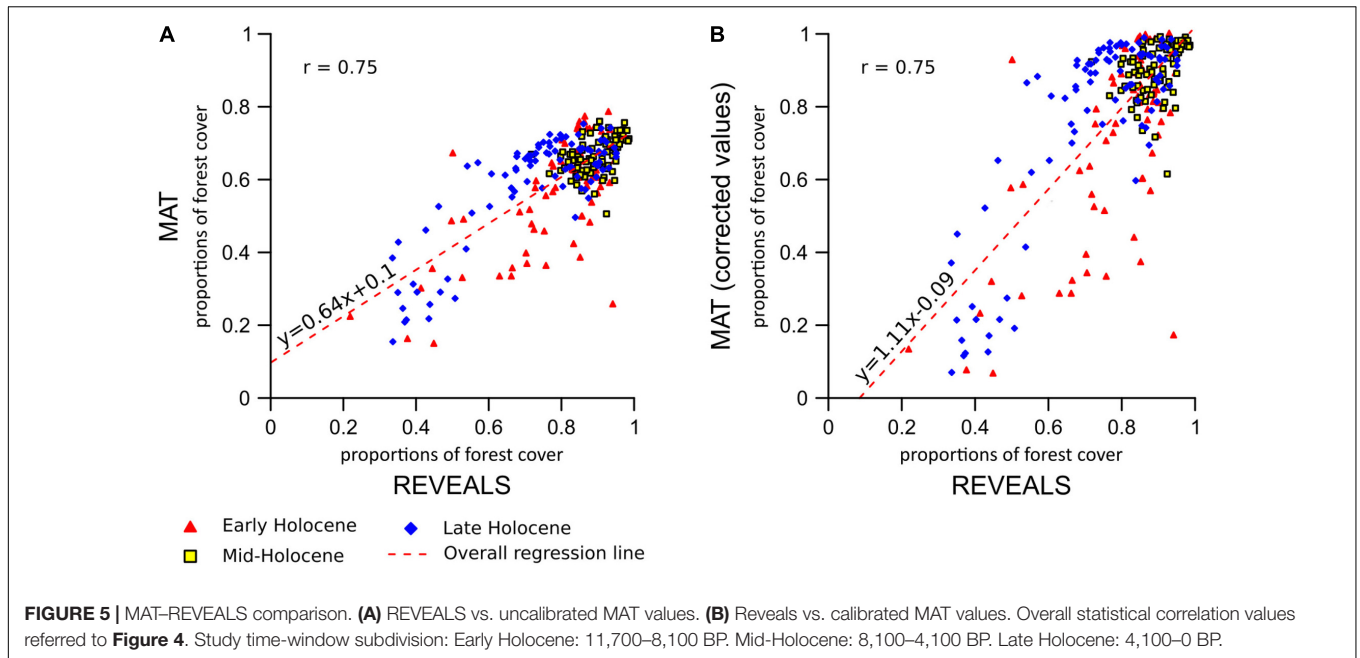 A
MAT
proportions of forest cover
1
0.8
0.6
0.4
0.2
0
r = 0.75
y=0.64x+0.1
0 0.2 0.4 0.6 0.8 1
proportions of forest cover
REVEALS
B
MAT (corrected values)
proportions of forest cover
1
0.8
0.6
0.4
0.2
0
r = 0.75
y=1.11x-0.09
0 0.2 0.4 0.6 0.8 1
proportions of forest cover
REVEALS
Early Holocene
Late Holocene
Mid-Holocene
Overall regression line
FIGURE 5 | MAT–REVEALS comparison. (A) REVEALS vs. uncalibrated MAT values. (B) Reveals vs. calibrated MAT values. Overall statistical correlation values
referred to Figure 4. Study time-window subdivision: Early Holocene: 11,700–8,100 BP. Mid-Holocene: 8,100–4,100 BP. Late Holocene: 4,100–0 BP.